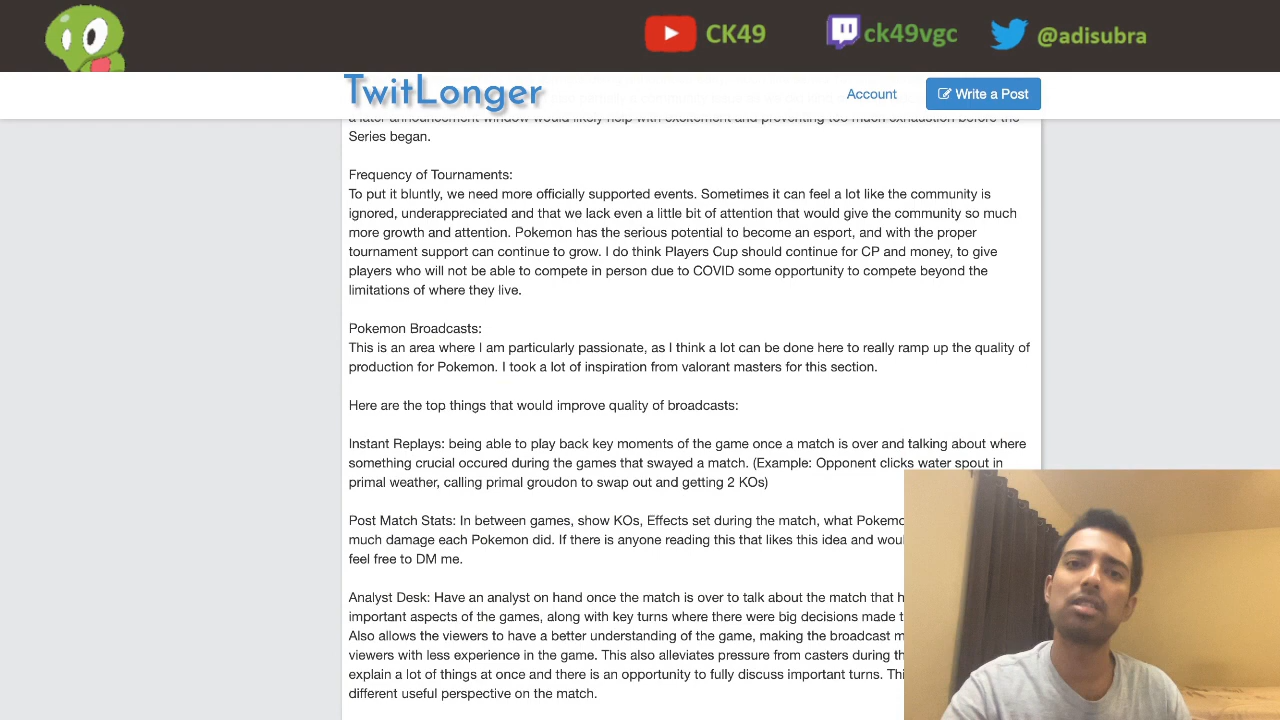 CK49
ck49vgc
@adisubra
TwitLonger
Account
Write a Post
a later announcement window would likely help with excitement and preventing too much exhaustion before the
Series began.
Frequency of Tournaments:
To put it bluntly, we need more officially supported events. Sometimes it can feel a lot like the community is
ignored, underappreciated and that we lack even a little bit of attention that would give the community so much
more growth and attention. Pokemon has the serious potential to become an esport, and with the proper
tournament support can continue to grow. I do think Players Cup should continue for CP and money, to give
players who will not be able to compete in person due to COVID some opportunity to compete beyond the
limitations of where they live.
Pokemon Broadcasts:
This is an area where I am particularly passionate, as I think a lot can be done here to really ramp up the quality of
production for Pokemon. I took a lot of inspiration from valorant masters for this section.
Here are the top things that would improve quality of broadcasts:
Instant Replays: being able to play back key moments of the game once a match is over and talking about where
something crucial occured during the games that swayed a match. (Example: Opponent clicks water spout in
primal weather, calling primal groudon to swap out and getting 2 KOs)
Post Match Stats: In between games, show KOs, Effects set during the match, what Pokemo
much damage each Pokemon did. If there is anyone reading this that likes this idea and wou
feel free to DM me.
Analyst Desk: Have an analyst on hand once the match is over to talk about the match that h
important aspects of the games, along with key turns where there were big decisions made t
Also allows the viewers to have a better understanding of the game, making the broadcast m
viewers with less experience in the game. This also alleviates pressure from casters during th
explain a lot of things at once and there is an opportunity to fully discuss important turns. Thi
different useful perspective on the match.